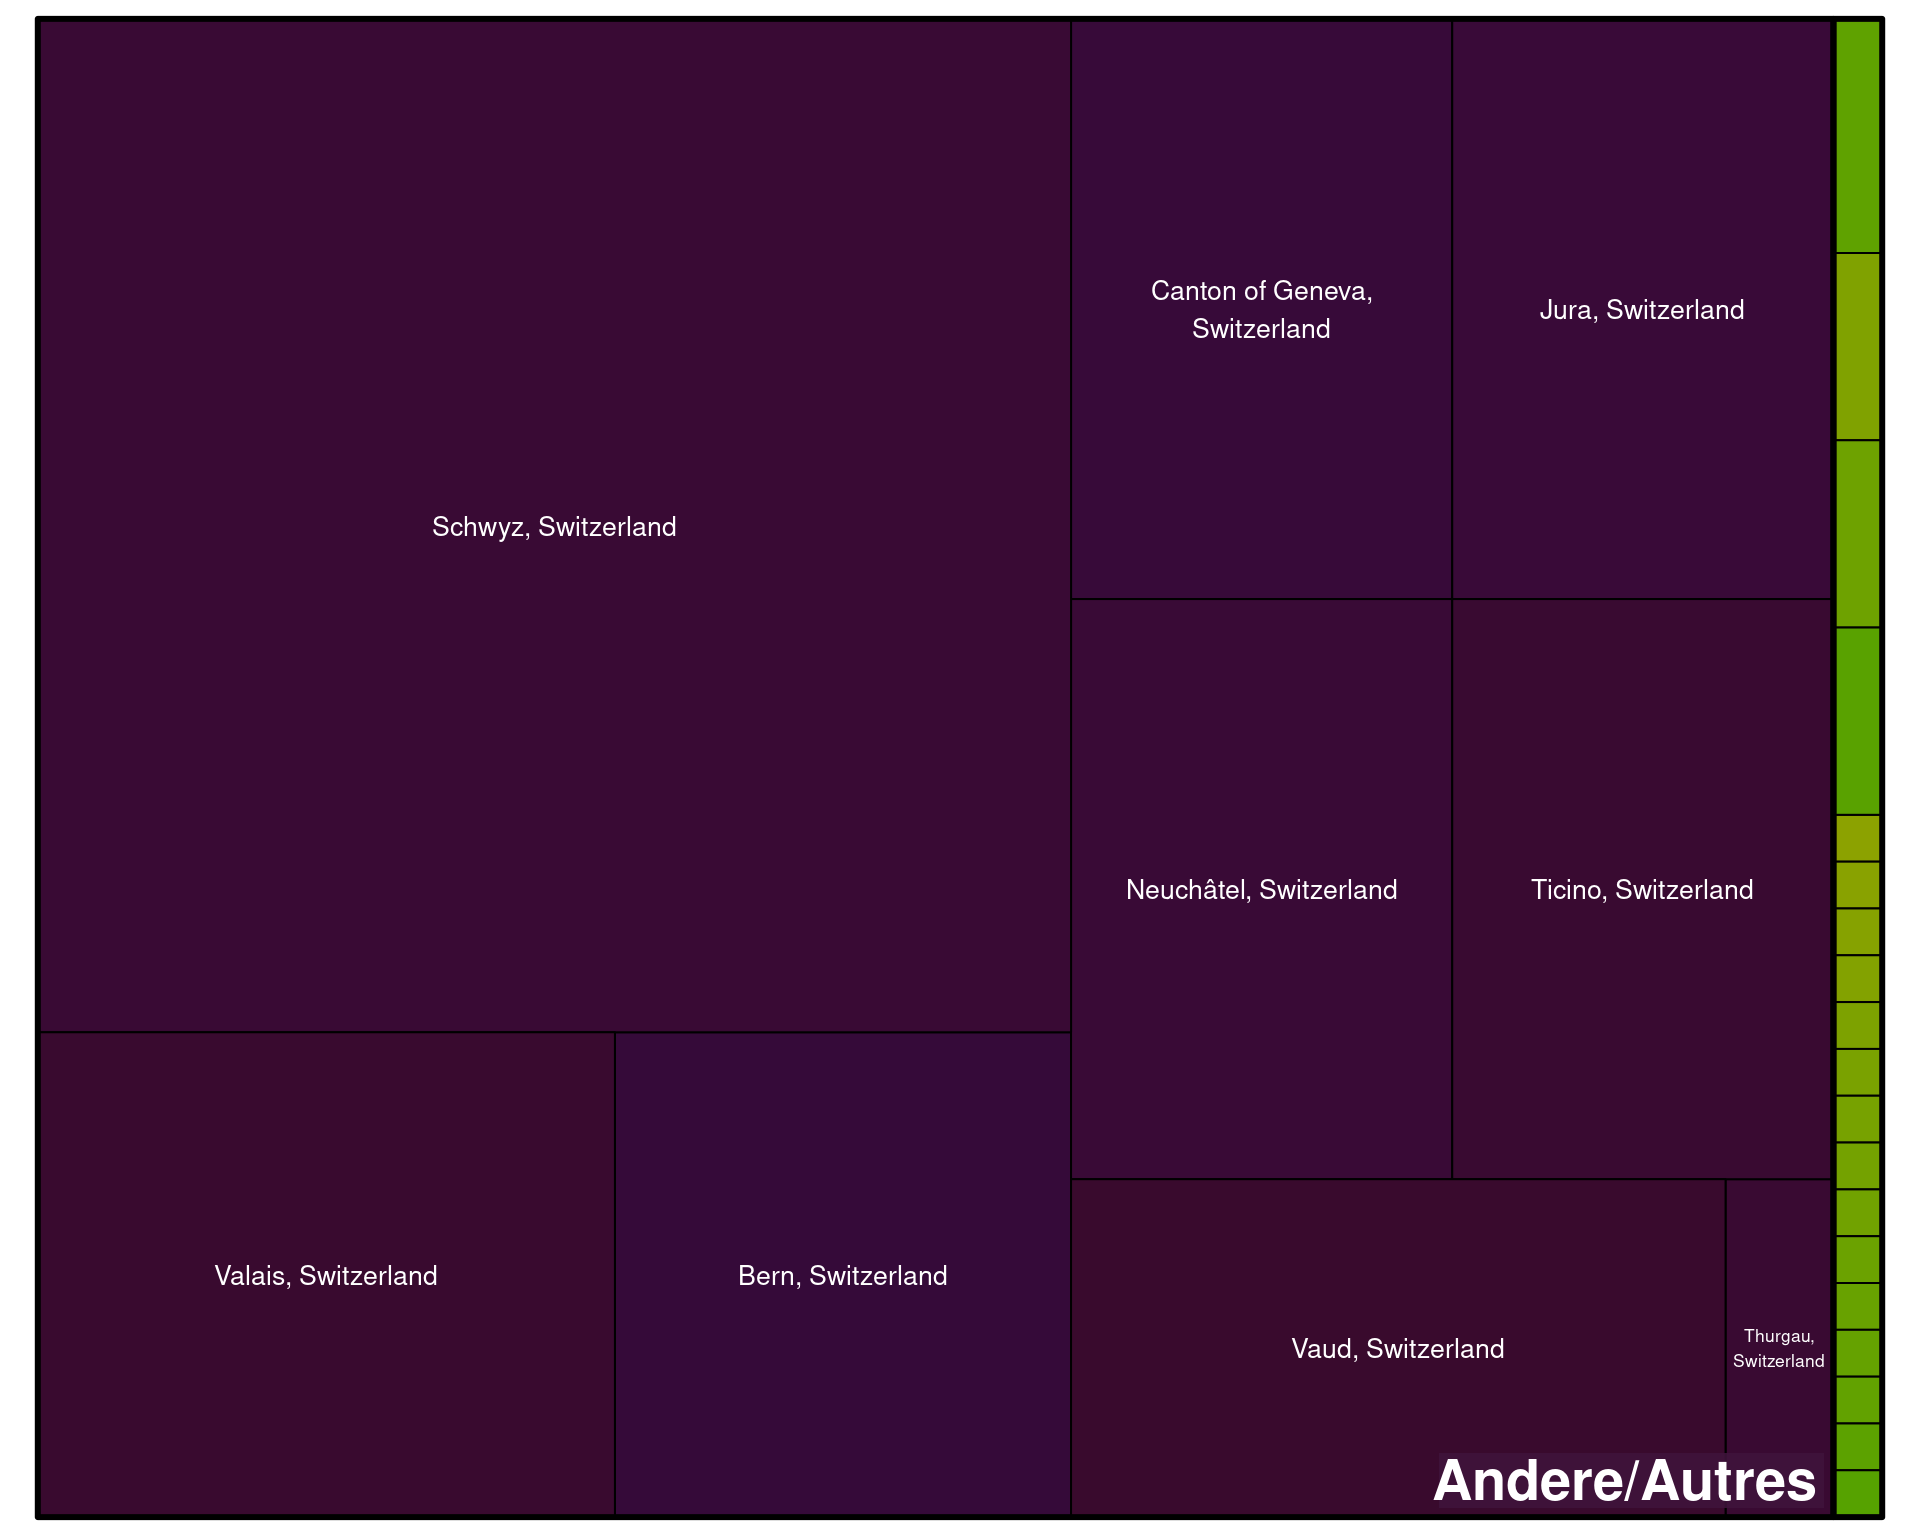 Schwyz, Switzerland
Canton of Geneva,
Switzerland
Jura, Switzerland
Neuchâtel, Switzerland
Ticino, Switzerland
Valais, Switzerland
Bern, Switzerland
Vaud, Switzerland
Thurgau,
Switzerland
Andere/Autres